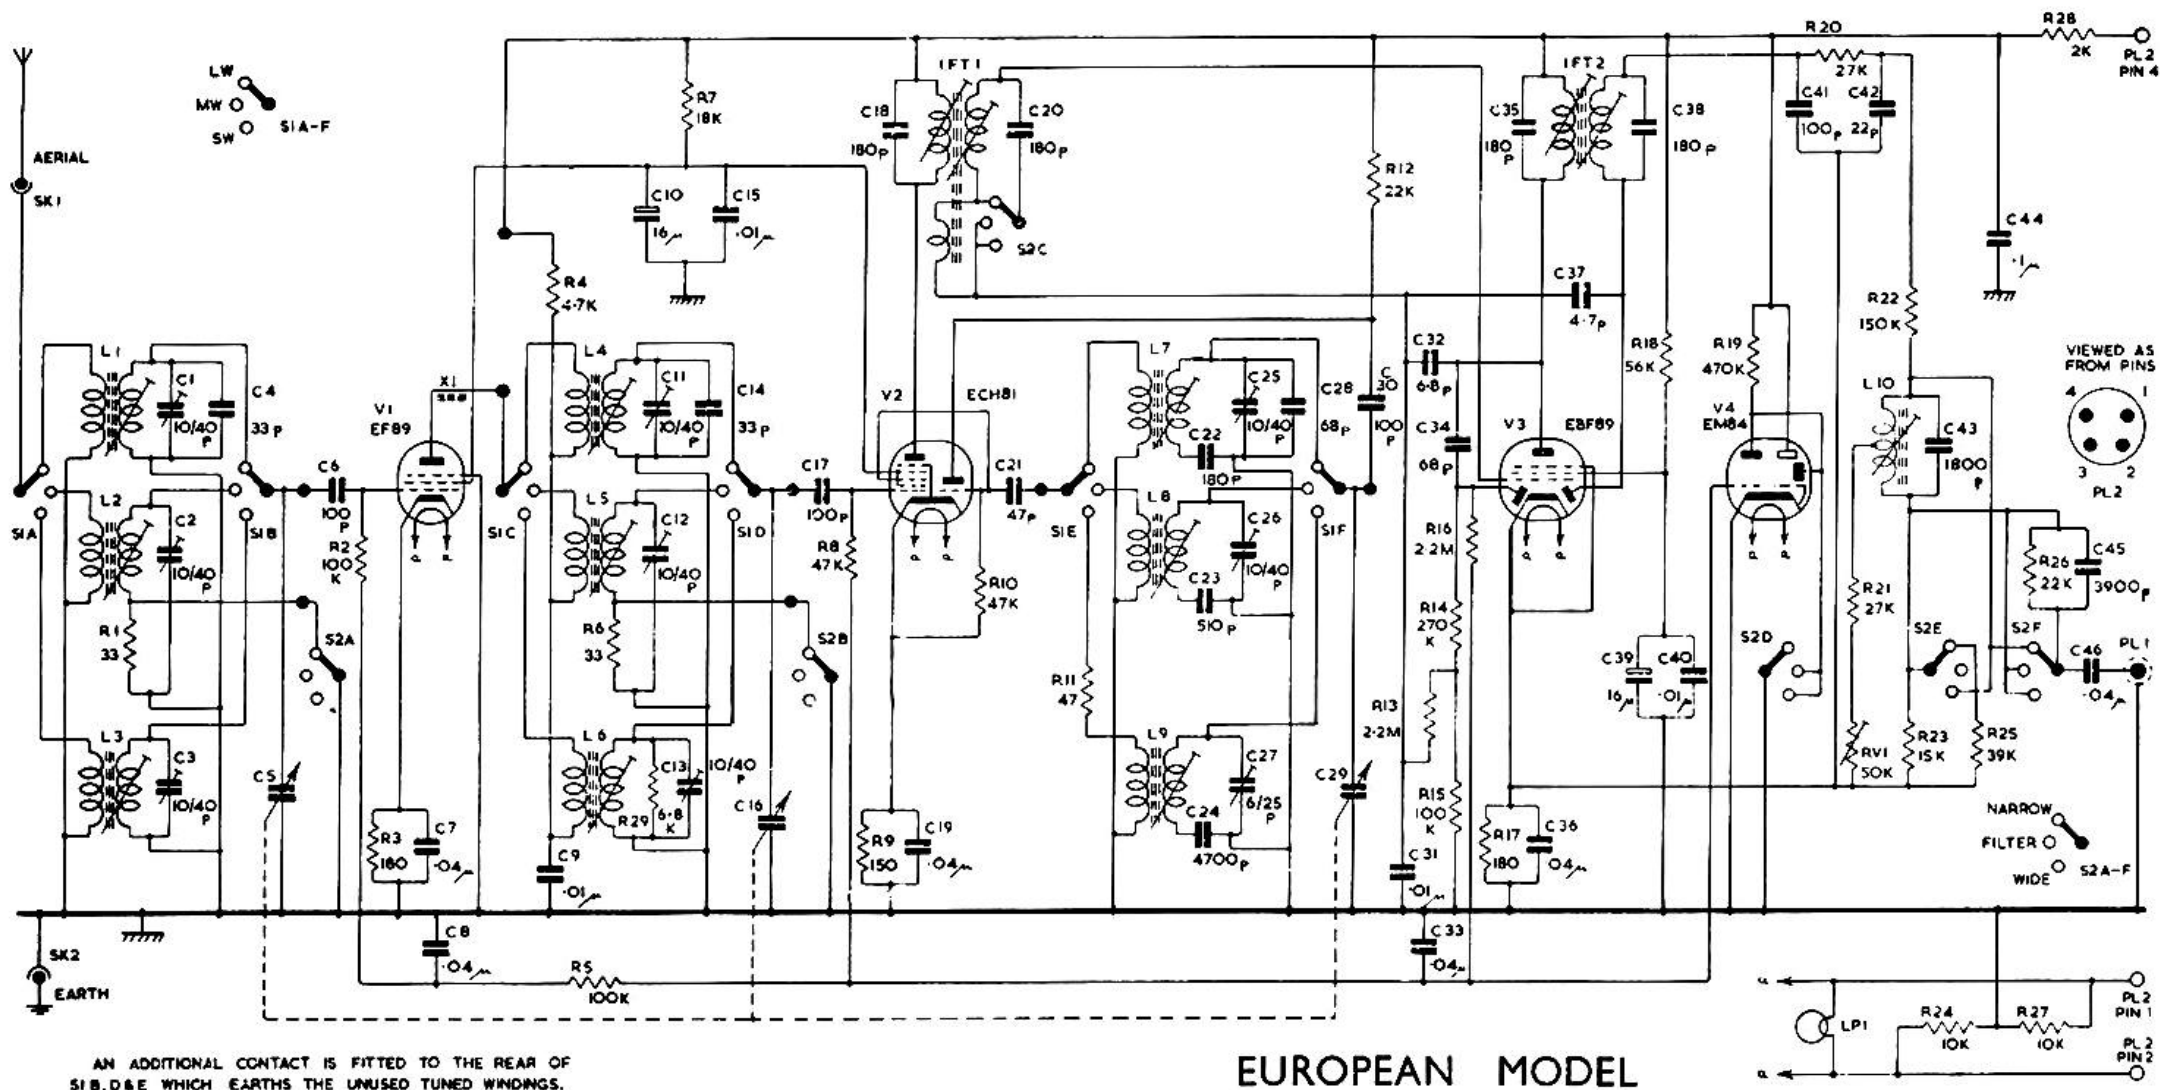 R28
2K
PL2
PIN 4
R20
27K
C41
100p
C42
22p
LW
MW
SW
S1A-F
AERIAL
SK1
R7
18K
C10
16μ
C15
.01μ
R4
4.7K
IFT1
C18
180p
C20
180p
S2C
R12
22K
IFT2
C35
180
P
C38
180p
C37
4.7p
C44
.1μ
R22
150K
VIEWED AS
FROM PINS
4
1
3
2
PL2
L1
C1
10/40
P
C4
33p
L2
C2
10/40
P
S1A
S1B
R1
33
S2A
L3
C3
10/40
P
C5
C6
100
P
R2
100
K
V1
EF89
X1
P
P
R3
180
C7
.04μ
C8
.04μ
R5
100K
L4
C11
10/40
P
C14
33p
L5
C12
10/40
P
S1C
S1D
R6
33
S2B
L6
C13
10/40
P
R29
6.8
K
C9
.01μ
C16
C17
100p
R8
47K
V2
ECH81
P
P
R10
47K
R9
150
C19
.04μ
C21
47p
L7
C25
10/40
P
C22
180p
C28
68p
L8
C26
10/40
P
C23
510p
S1E
S1F
R11
47
L9
C27
6/25
P
C24
4700p
C29
C
30
100
P
C32
6.8p
C34
68p
V3
EBF89
P
P
R16
2.2M
R14
270
K
R13
2.2M
R15
100
K
C31
.01μ
C33
.04μ
R17
180
C36
.04μ
R18
56K
C39
16μ
C40
.01μ
R19
470K
V4
EM84
P
P
S2D
L10
C43
1800
P
R21
27K
RV1
50K
R23
15K
R25
39K
S2E
S2F
R26
22K
C45
3900p
C46
.04μ
PL1
NARROW
FILTER
WIDE
S2A-F
SK2
EARTH
P
LP1
P
R24
10K
R27
10K
PL2
PIN 1
PL2
PIN 2
AN ADDITIONAL CONTACT IS FITTED TO THE REAR OF
S1B.D&E WHICH EARTHS THE UNUSED TUNED WINDINGS.
EUROPEAN MODEL